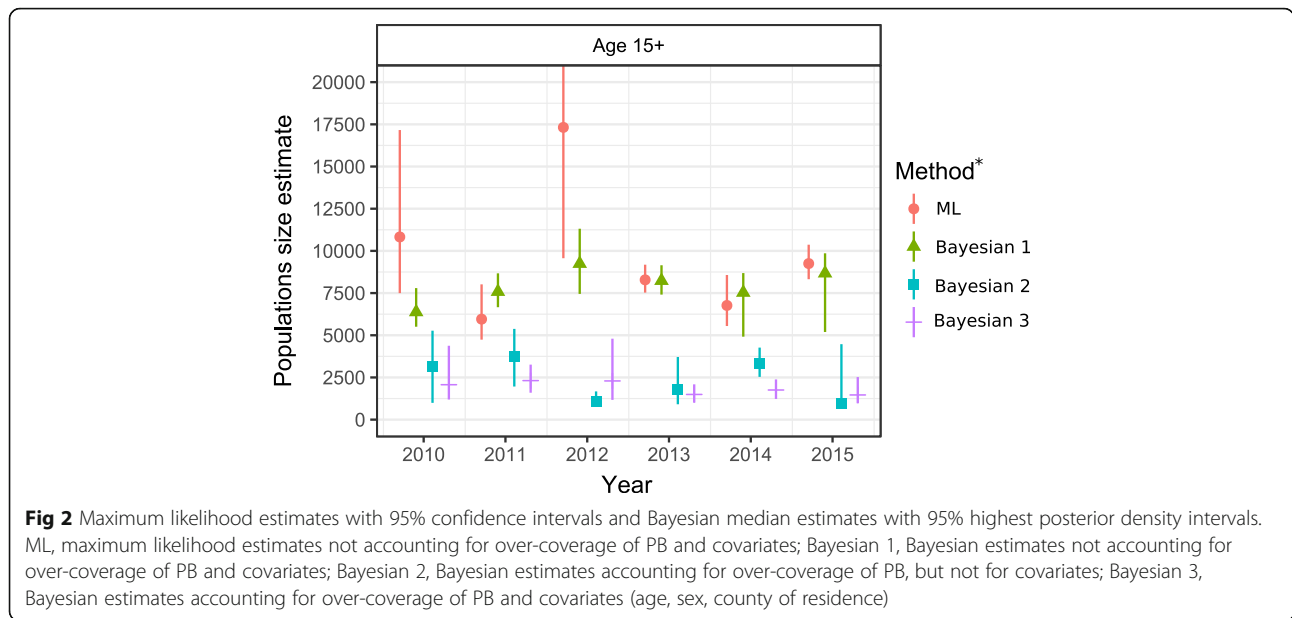 Age 15+
20000
17500
15000
12500
10000
7500
5000
2500
0
Populations size estimate
2010 2011 2012 2013 2014 2015
Year
Method*
ML
Bayesian 1
Bayesian 2
Bayesian 3
Fig 2 Maximum likelihood estimates with 95% confidence intervals and Bayesian median estimates with 95% highest posterior density intervals.
ML, maximum likelihood estimates not accounting for over-coverage of PB and covariates; Bayesian 1, Bayesian estimates not accounting for
over-coverage of PB and covariates; Bayesian 2, Bayesian estimates accounting for over-coverage of PB, but not for covariates; Bayesian 3,
Bayesian estimates accounting for over-coverage of PB and covariates (age, sex, county of residence)